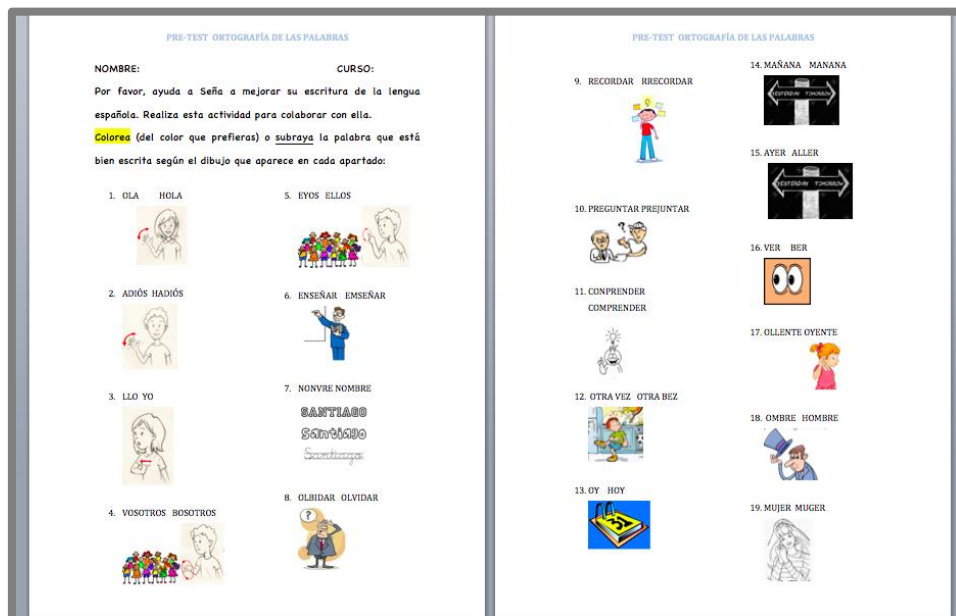 PRE-TEST ORTOGRAFÍA DE LAS PALABRAS
NOMBRE: CURSO:
Por favor, ayuda a Seña a mejorar su escritura de la lengua
española. Realiza esta actividad para colaborar con ella.
Colorea (del color que prefieras) o subraya la palabra que está
bien escrita según el dibujo que aparece en cada apartado:
1. OLA HOLA
2. ADIÓS HADIÓS
3. LLO YO
4. VOSOTROS BOSOTROS
5. EYOS ELLOS
6. ENSEÑAR EMSEÑAR
7. NONVRE NOMBRE
SANTIAGO
Santiago
Santiago
8. OLBIDAR OLVIDAR
?
PRE-TEST ORTOGRAFÍA DE LAS PALABRAS
9. RECORDAR RRECORDAR
10. PREGUNTAR PREJUNTAR
?
11. CONPRENDER
COMPRENDER
12. OTRA VEZ OTRA BEZ
13. OY HOY
31
14. MAÑANA MANANA
YESTERDAY TOMORROW
15. AYER ALLER
YESTERDAY TOMORROW
16. VER BER
17. OLLENTE OYENTE
18. OMBRE HOMBRE
19. MUJER MUGER